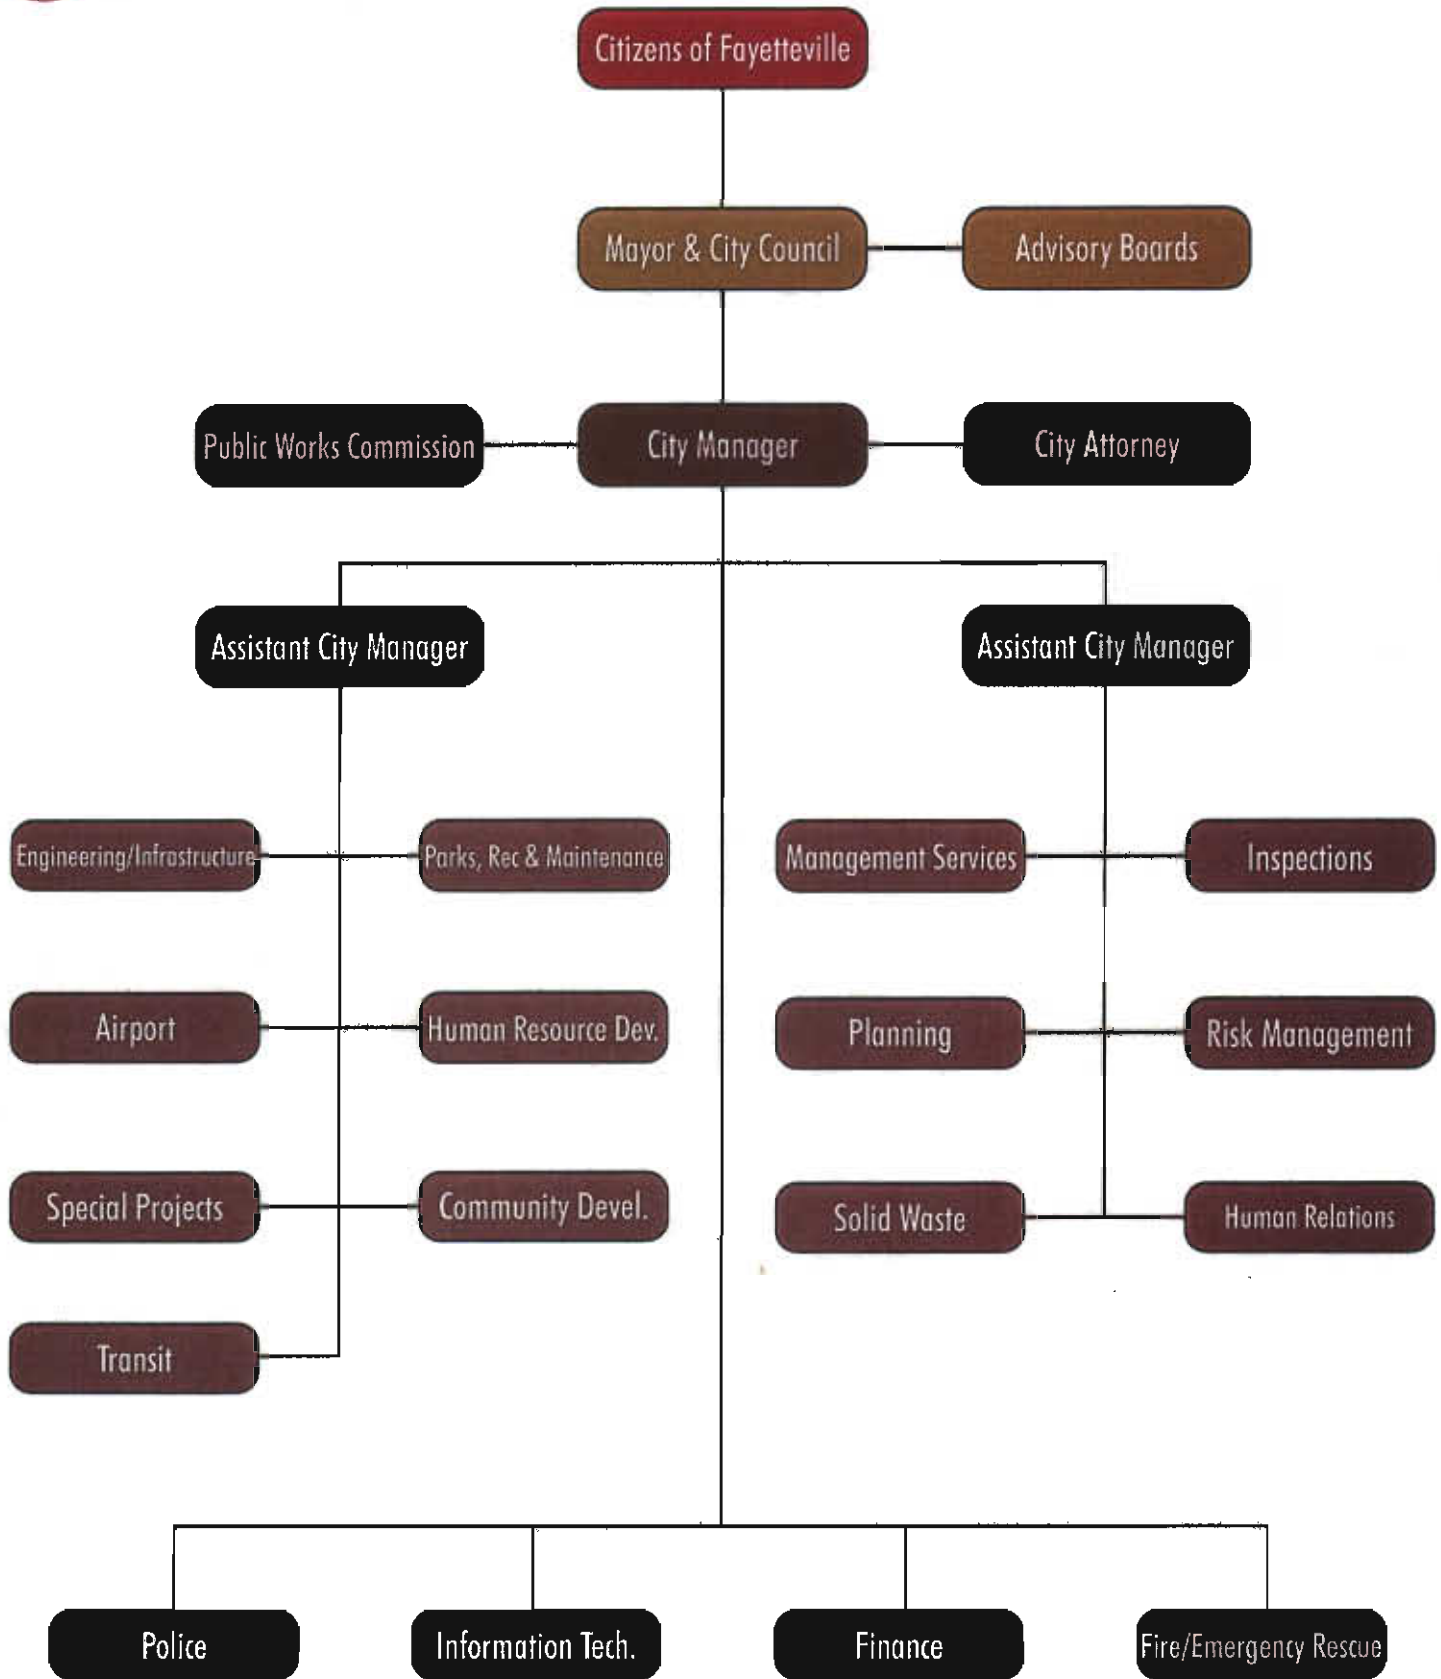 Citizens of Fayetteville
Mayor & City Council
Advisory Boards
Public Works Commission
City Manager
City Attorney
Assistant City Manager
Assistant City Manager
Engineering/Infrastructure
Parks, Rec & Maintenance
Management Services
Inspections
Airport
Human Resource Dev.
Planning
Risk Management
Special Projects
Community Devel.
Solid Waste
Human Relations
Transit
Police
Information Tech.
Finance
Fire/Emergency Rescue